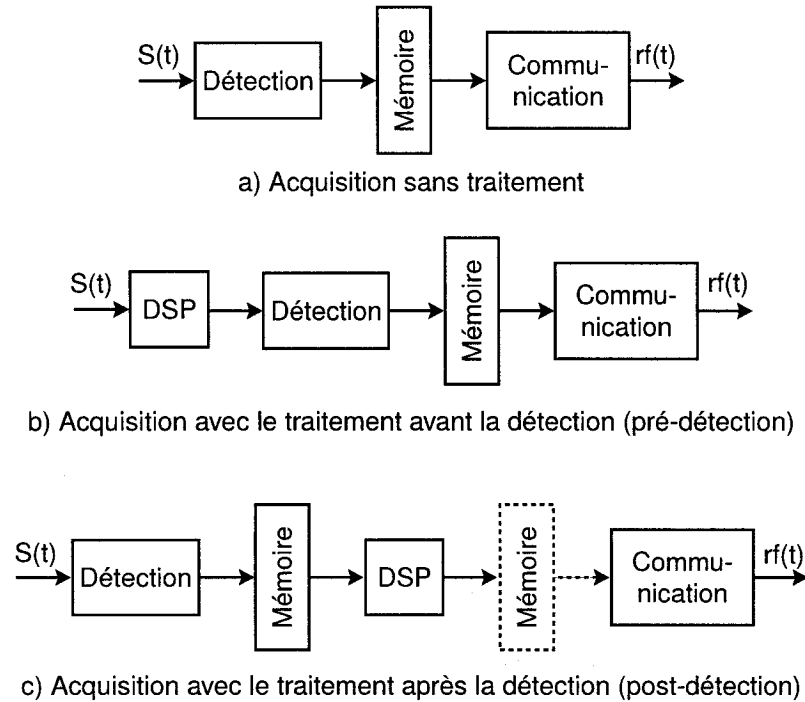 S(t)
Détection
Mémoire
Commu-
nication
rf(t)
a) Acquisition sans traitement
S(t)
DSP
Détection
Mémoire
Commu-
nication
rf(t)
b) Acquisition avec le traitement avant la détection (pré-détection)
S(t)
Détection
Mémoire
DSP
Mémoire
Commu-
nication
rf(t)
c) Acquisition avec le traitement après la détection (post-détection)